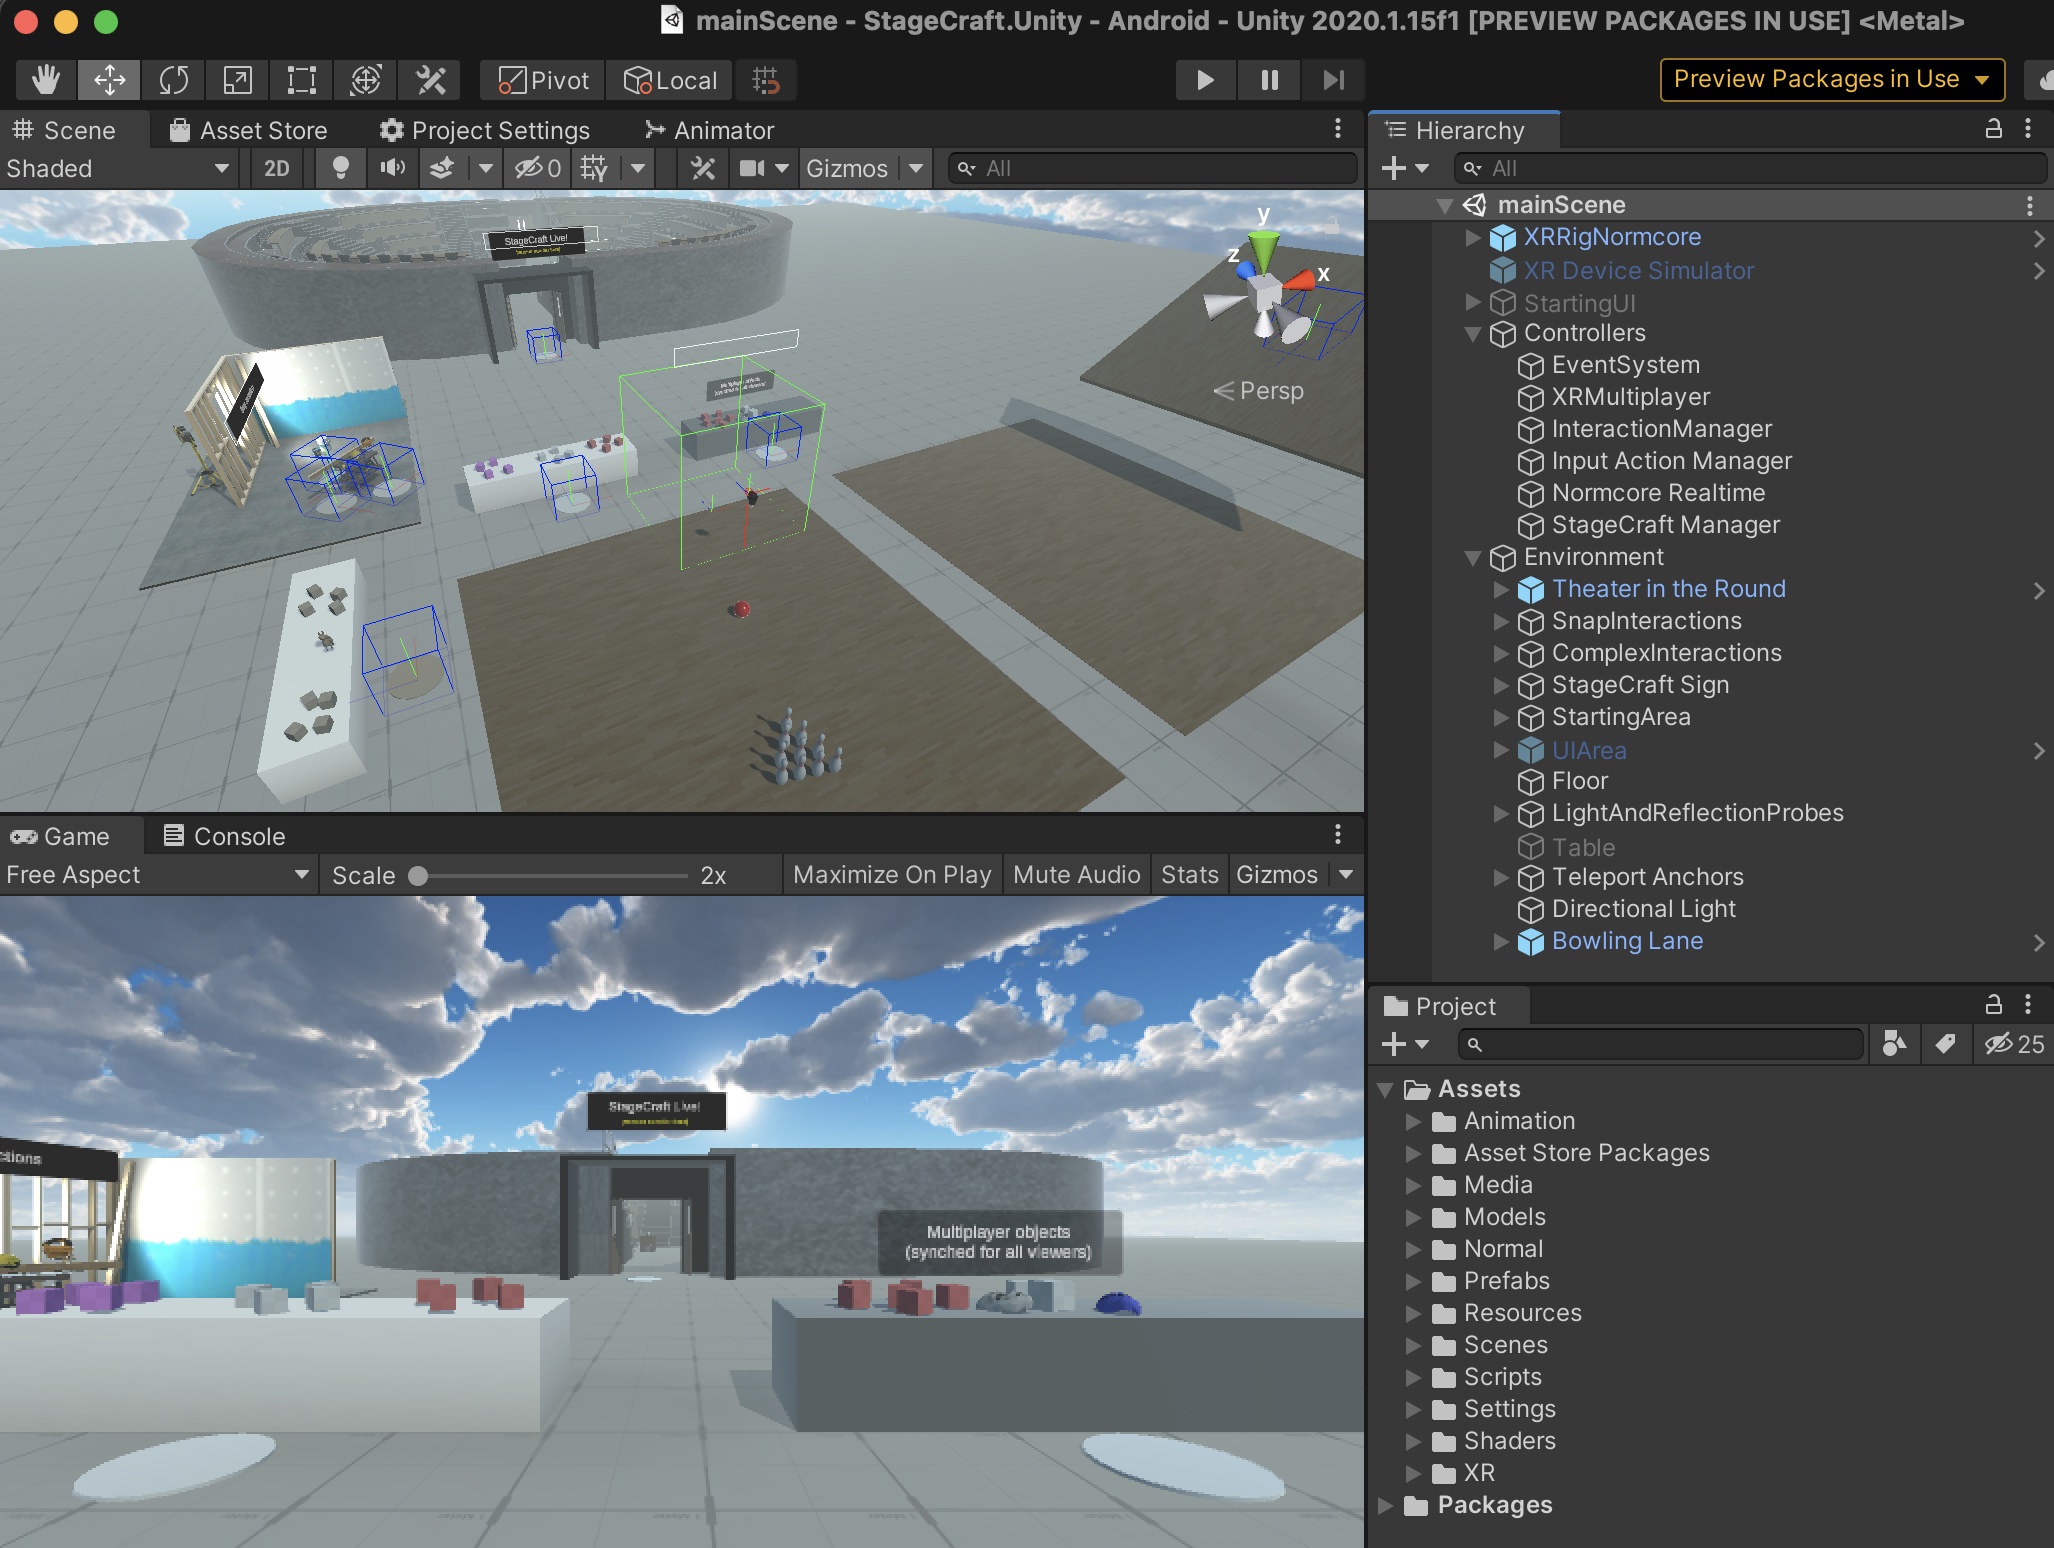 mainScene - StageCraft.Unity - Android - Unity 2020.1.15f1 [PREVIEW PACKAGES IN USE] <Metal>
Pivot Local
Preview Packages in Use
Scene Asset Store Project Settings Animator
Shaded 2D 0 Gizmos All
StageCraft Live!
y
z
x
Persp
Game Console
Free Aspect Scale 2x Maximize On Play Mute Audio Stats Gizmos
StageCraft Live!
Multiplayer objects
(synched for all viewers)
Hierarchy
All
mainScene
XRRigNormcore
XR Device Simulator
StartingUI
Controllers
EventSystem
XRMultiplayer
InteractionManager
Input Action Manager
Normcore Realtime
StageCraft Manager
Environment
Theater in the Round
SnapInteractions
ComplexInteractions
StageCraft Sign
StartingArea
UIArea
Floor
LightAndReflectionProbes
Table
Teleport Anchors
Directional Light
Bowling Lane
Project
25
Assets
Animation
Asset Store Packages
Media
Models
Normal
Prefabs
Resources
Scenes
Scripts
Settings
Shaders
XR
Packages